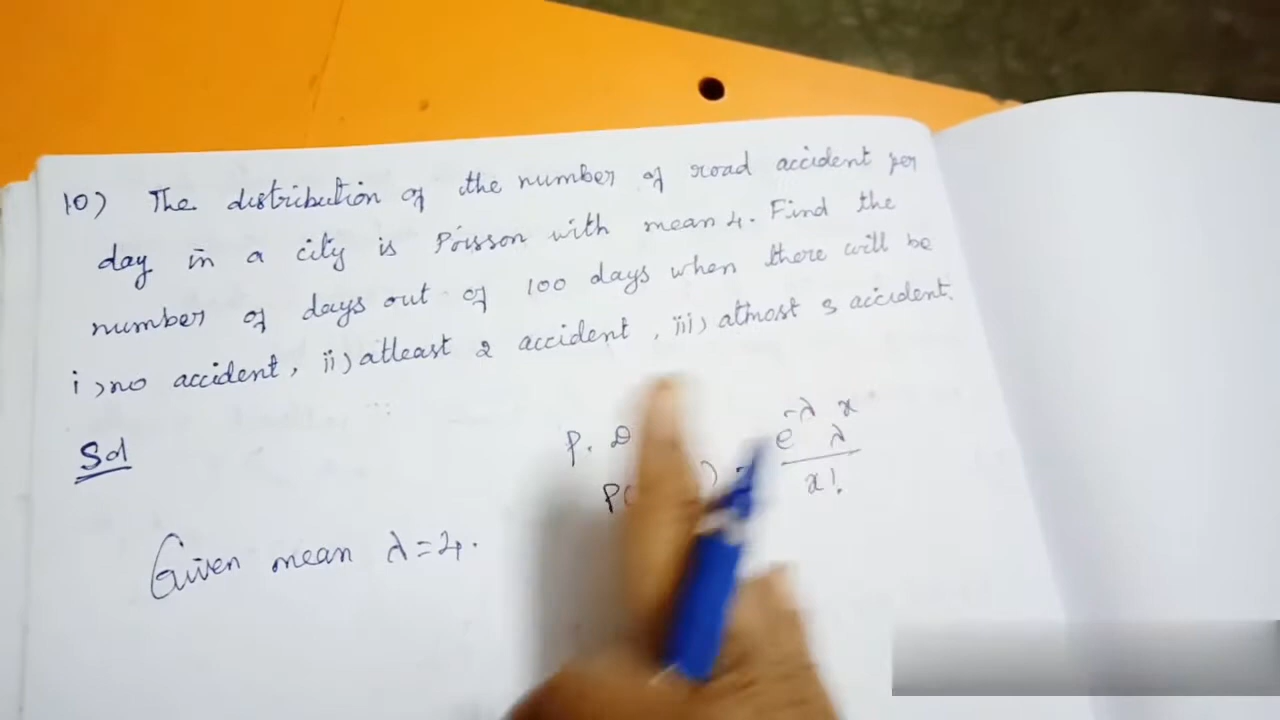 10) The distribution of the number of road accident per
day in a city is Poisson with mean 4. Find the
number of days out of 100 days when there will be
i) no accident, ii) atleast 2 accident, iii) atmost 3 accident.
Sol
P. D
P( ) = e^-λ λ^x / x!
Given mean λ = 4.